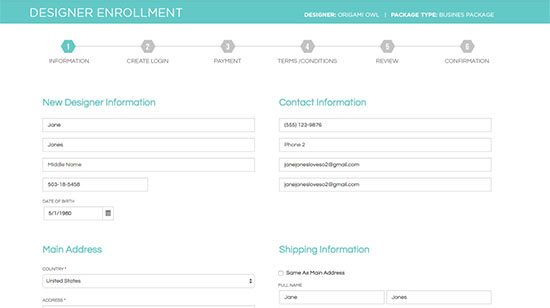 DESIGNER ENROLLMENT
DESIGNER: ORIGAMI OWL | PACKAGE TYPE: BUSINES PACKAGE
1 2 3 4 5 6
INFORMATION CREATE LOGIN PAYMENT TERMS /CONDITIONS REVIEW CONFIRMATION
New Designer Information
Jane
Jones
Middle Name
503-18-5458
DATE OF BIRTH
5/1/1980
Contact Information
(555) 123-9876
Phone 2
janejonesloveso2@gmail.com
janejonesloveso2@gmail.com
Main Address
COUNTRY *
United States
ADDRESS *
Shipping Information
Same As Main Address
FULL NAME
Jane Jones